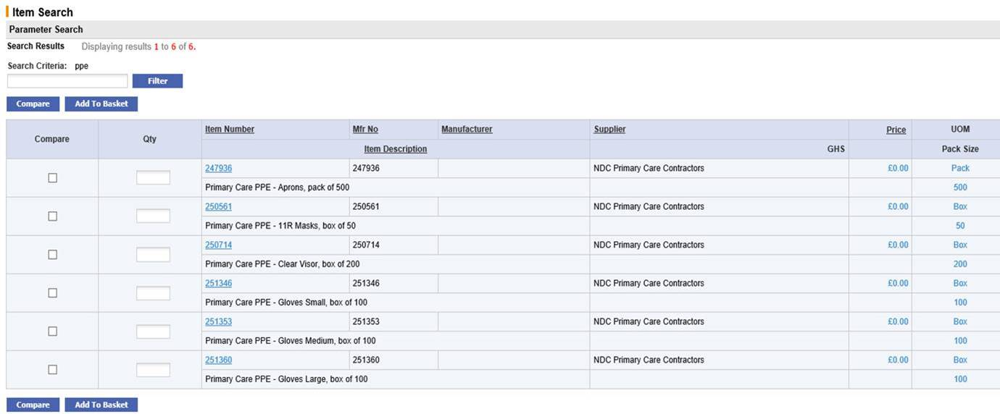 Item Search
Parameter Search
Search Results Displaying results 1 to 6 of 6.
Search Criteria: ppe
Filter
Compare Add To Basket
Compare Qty Item Number Mfr No Manufacturer Supplier Price UOM
Item Description GHS Pack Size
247936 247936 NDC Primary Care Contractors £0.00 Pack
Primary Care PPE - Aprons, pack of 500 500
250561 250561 NDC Primary Care Contractors £0.00 Box
Primary Care PPE - 11R Masks, box of 50 50
250714 250714 NDC Primary Care Contractors £0.00 Box
Primary Care PPE - Clear Visor, box of 200 200
251346 251346 NDC Primary Care Contractors £0.00 Box
Primary Care PPE - Gloves Small, box of 100 100
251353 251353 NDC Primary Care Contractors £0.00 Box
Primary Care PPE - Gloves Medium, box of 100 100
251360 251360 NDC Primary Care Contractors £0.00 Box
Primary Care PPE - Gloves Large, box of 100 100
Compare Add To Basket